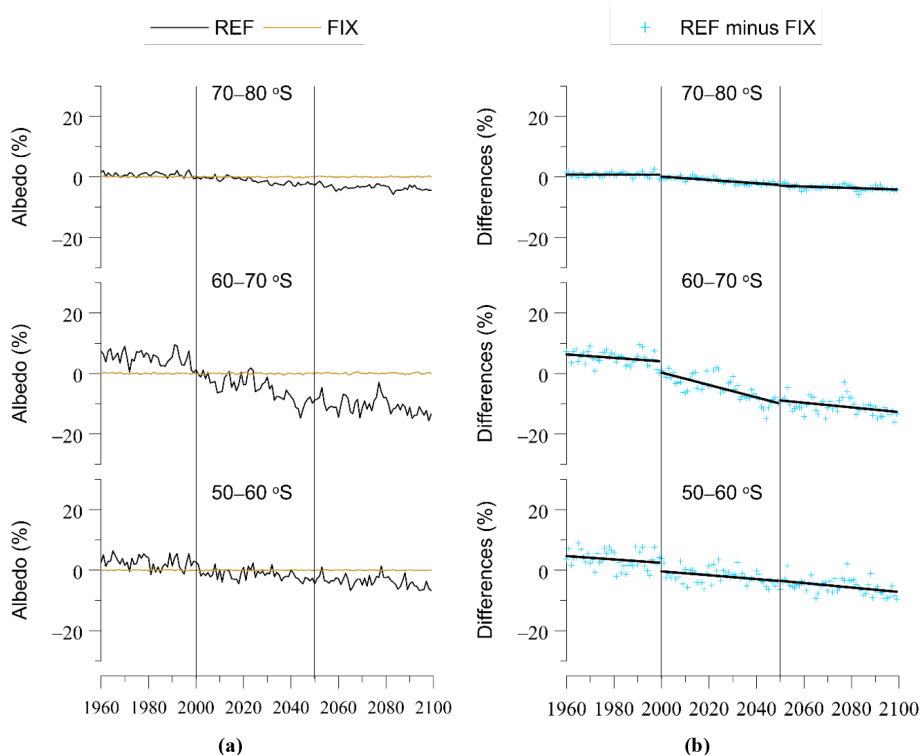 REF FIX
REF minus FIX
70–80 °S
20
0
–20
Albedo (%)
60–70 °S
20
0
–20
Albedo (%)
50–60 °S
20
0
–20
Albedo (%)
1960 1980 2000 2020 2040 2060 2080 2100
(a)
70–80 °S
20
0
–20
Differences (%)
60–70 °S
20
0
–20
Differences (%)
50–60 °S
20
0
–20
Differences (%)
1960 1980 2000 2020 2040 2060 2080 2100
(b)